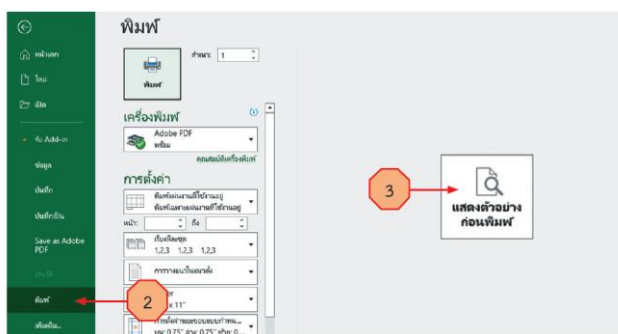 พิมพ์
หน้าแรก
ใหม่
เปิด
รับ Add-in
ข้อมูล
บันทึก
บันทึกเป็น
Save as Adobe
PDF
พิมพ์
สำเนา: 1
พิมพ์
เครื่องพิมพ์
Adobe PDF
พร้อม
คุณสมบัติเครื่องพิมพ์
การตั้งค่า
พิมพ์แผ่นงานที่ใช้งานอยู่
พิมพ์เฉพาะแผ่นงานที่ใช้งานอยู่
หน้า: ถึง
เรียงทีละชุด
1,2,3 1,2,3 1,2,3
การวางแนวในแนวตั้ง
x 11"
2
3
แสดงตัวอย่าง
ก่อนพิมพ์